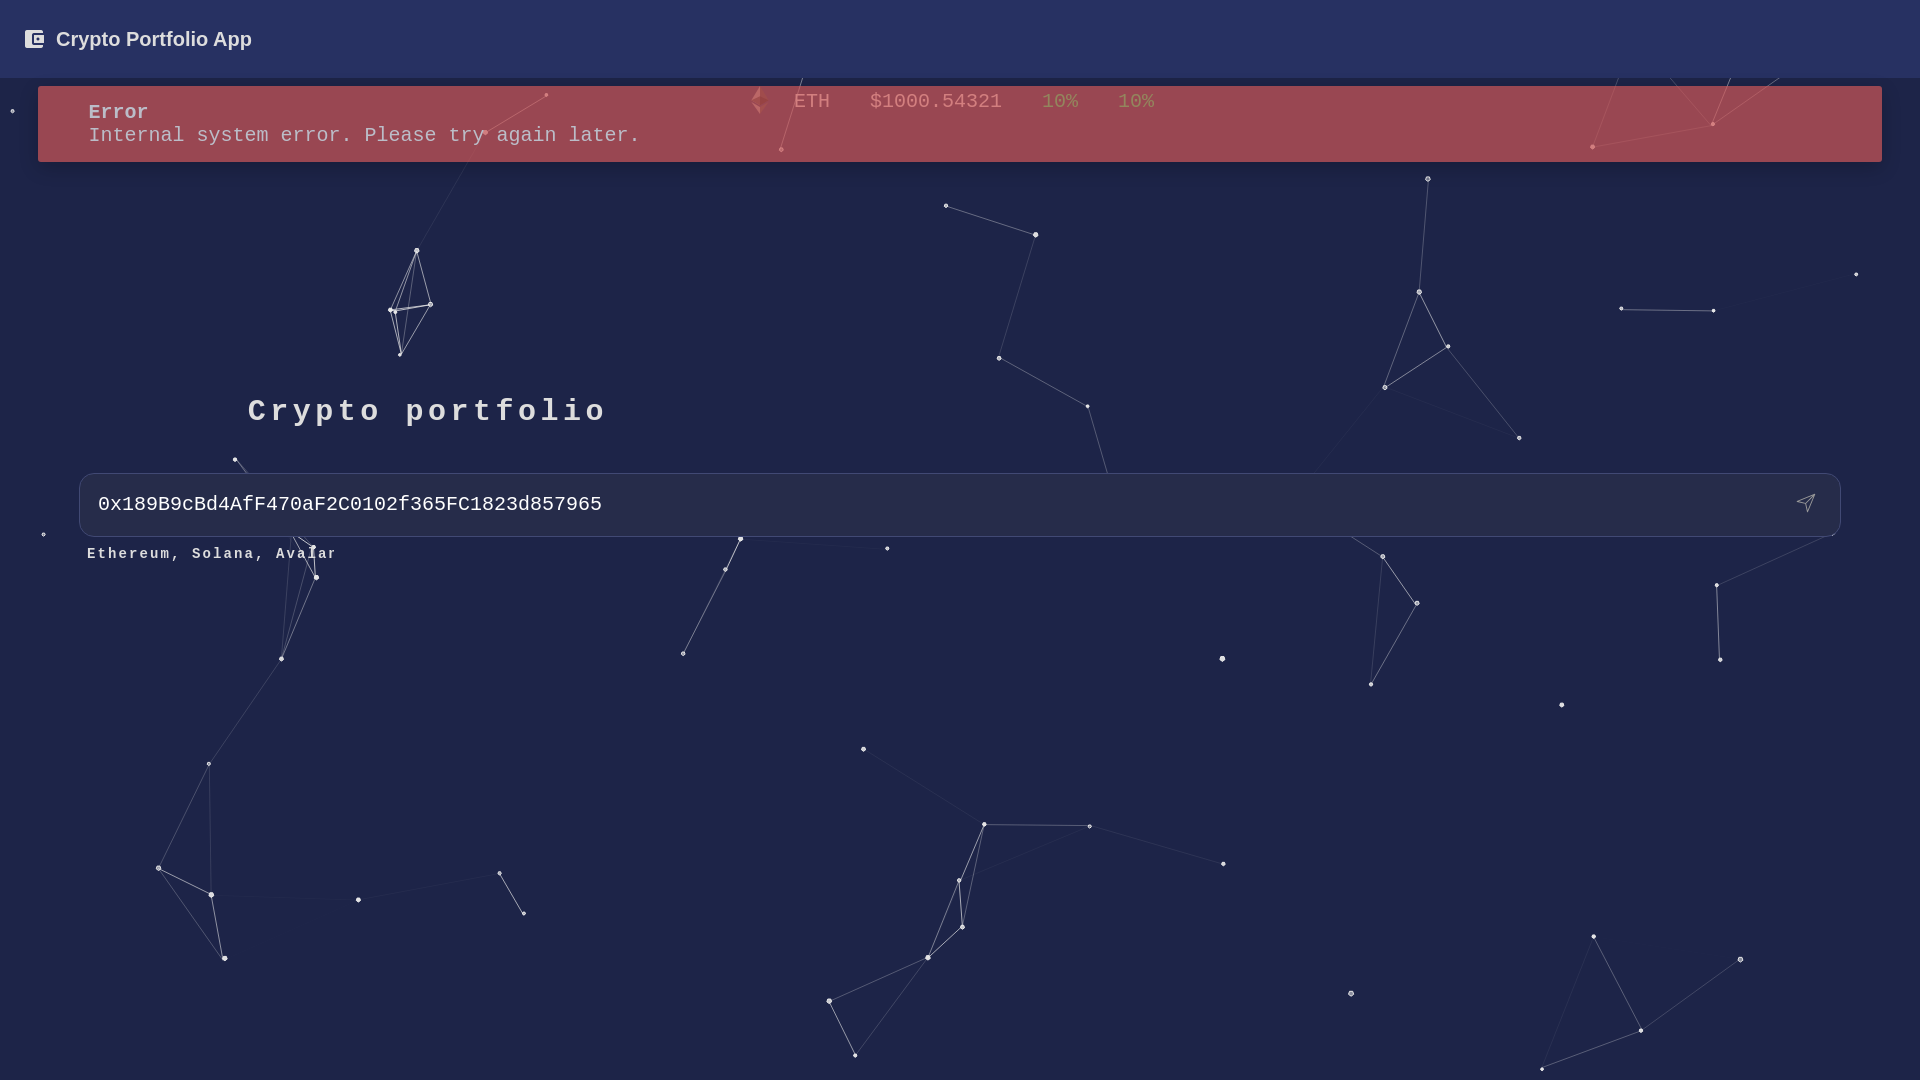 Crypto Portfolio App
ETH $1000.54321 10% 10%
Error
Internal system error. Please try again later.
Crypto portfolio
0x189B9cBd4AfF470aF2C0102f365FC1823d857965
Ethereum, Solana,